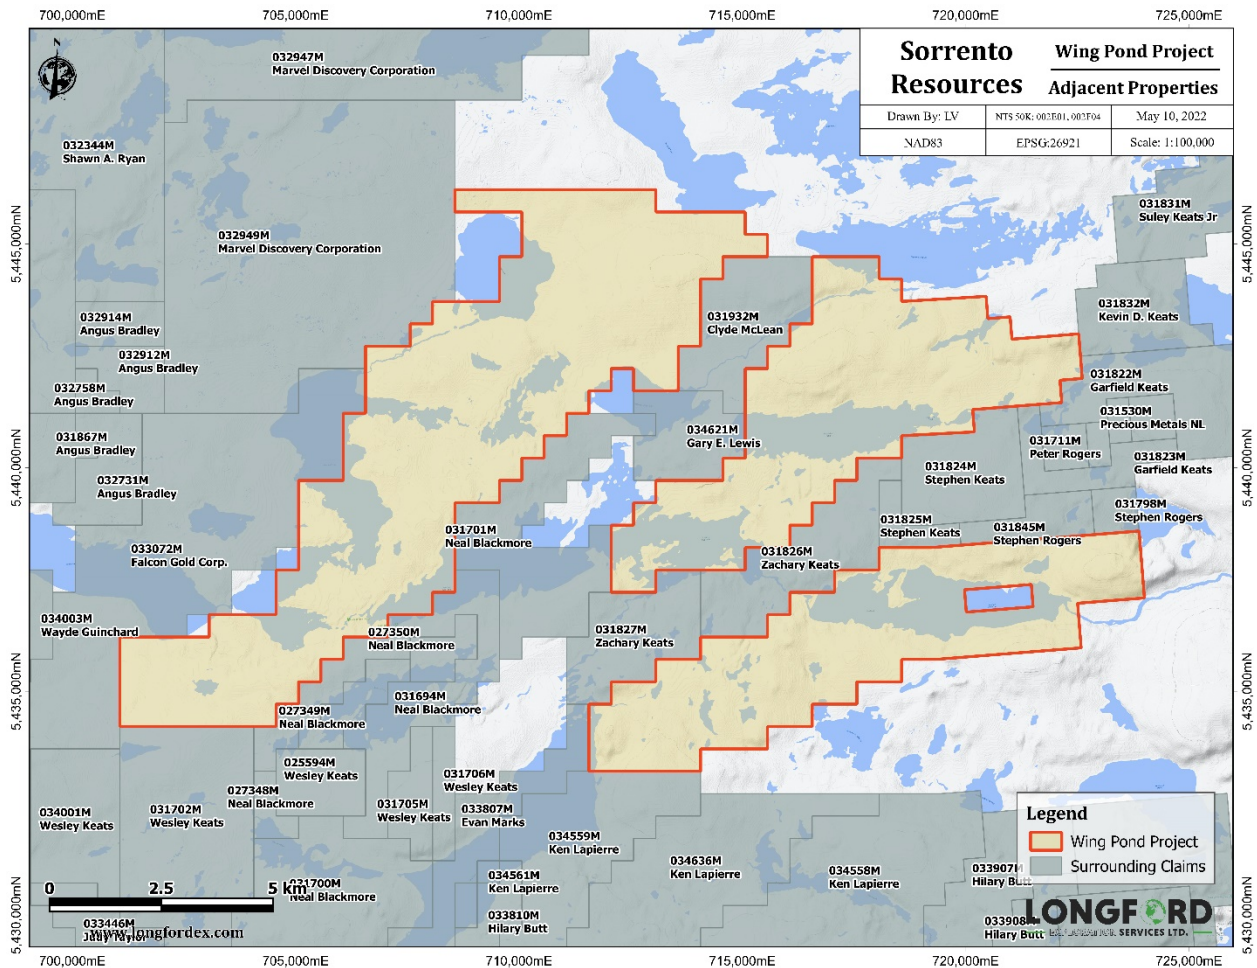 700,000mE
705,000mE
710,000mE
715,000mE
720,000mE
725,000mE
Sorrento
Resources
Wing Pond Project
Adjacent Properties
Drawn By: LV
NTS 50K: 002E01, 002F04
May 10, 2022
NAD83
EPSG:26921
Scale: 1:100,000
N
032947M
Marvel Discovery Corporation
032344M
Shawn A. Ryan
031831M
Suley Keats Jr
5,445,000mN
5,445,000mN
032949M
Marvel Discovery Corporation
031832M
Kevin D. Keats
032914M
Angus Bradley
031932M
Clyde McLean
032912M
Angus Bradley
031822M
Garfield Keats
032758M
Angus Bradley
031530M
Precious Metals NL
034621M
Gary E. Lewis
031867M
Angus Bradley
031711M
Peter Rogers
031823M
Garfield Keats
5,440,000mN
5,440,000mN
031824M
Stephen Keats
032731M
Angus Bradley
031798M
Stephen Rogers
031825M
Stephen Keats
031845M
Stephen Rogers
031701M
Neal Blackmore
033072M
Falcon Gold Corp.
031826M
Zachary Keats
034003M
Wayde Guinchard
027350M
Neal Blackmore
031827M
Zachary Keats
5,435,000mN
5,435,000mN
031694M
Neal Blackmore
027349M
Neal Blackmore
025594M
Wesley Keats
031706M
Wesley Keats
027348M
Neal Blackmore
034001M
Wesley Keats
031702M
Wesley Keats
031705M
Wesley Keats
033807M
Evan Marks
034559M
Ken Lapierre
Legend
Wing Pond Project
Surrounding Claims
034636M
Ken Lapierre
034558M
Ken Lapierre
033907M
Hilary Butt
034561M
Ken Lapierre
031700M
Neal Blackmore
0
2.5
5 km
033810M
Hilary Butt
033908M
Hilary Butt
033446M
Judy Taylor
www.longfordex.com
LONGFORD
EXPLORATION SERVICES LTD.
5,430,000mN
5,430,000mN
700,000mE
705,000mE
710,000mE
715,000mE
720,000mE
725,000mE